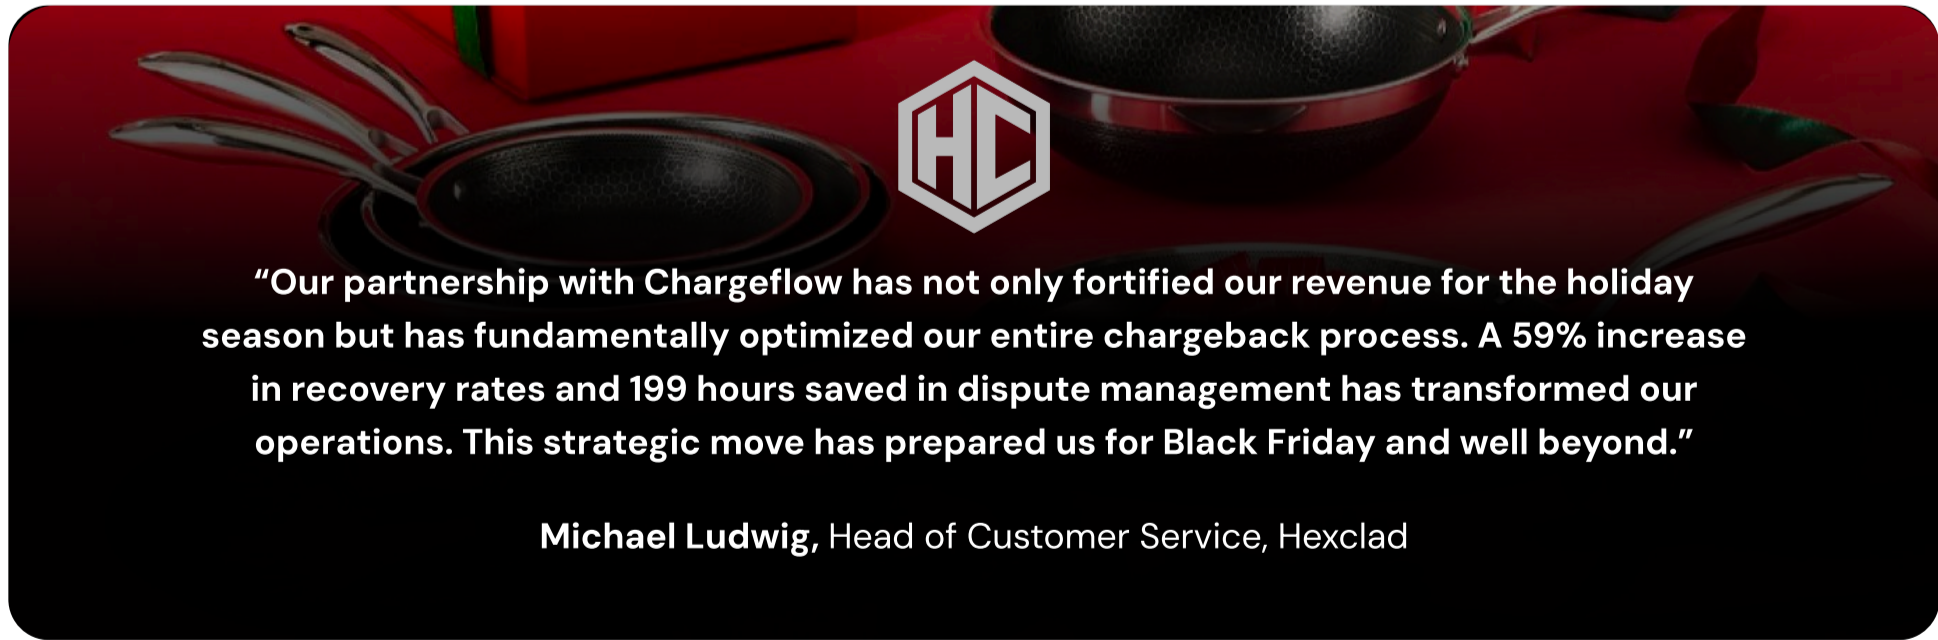 HC
“Our partnership with Chargeflow has not only fortified our revenue for the holiday
season but has fundamentally optimized our entire chargeback process. A 59% increase
in recovery rates and 199 hours saved in dispute management has transformed our
operations. This strategic move has prepared us for Black Friday and well beyond.”
Michael Ludwig, Head of Customer Service, Hexclad